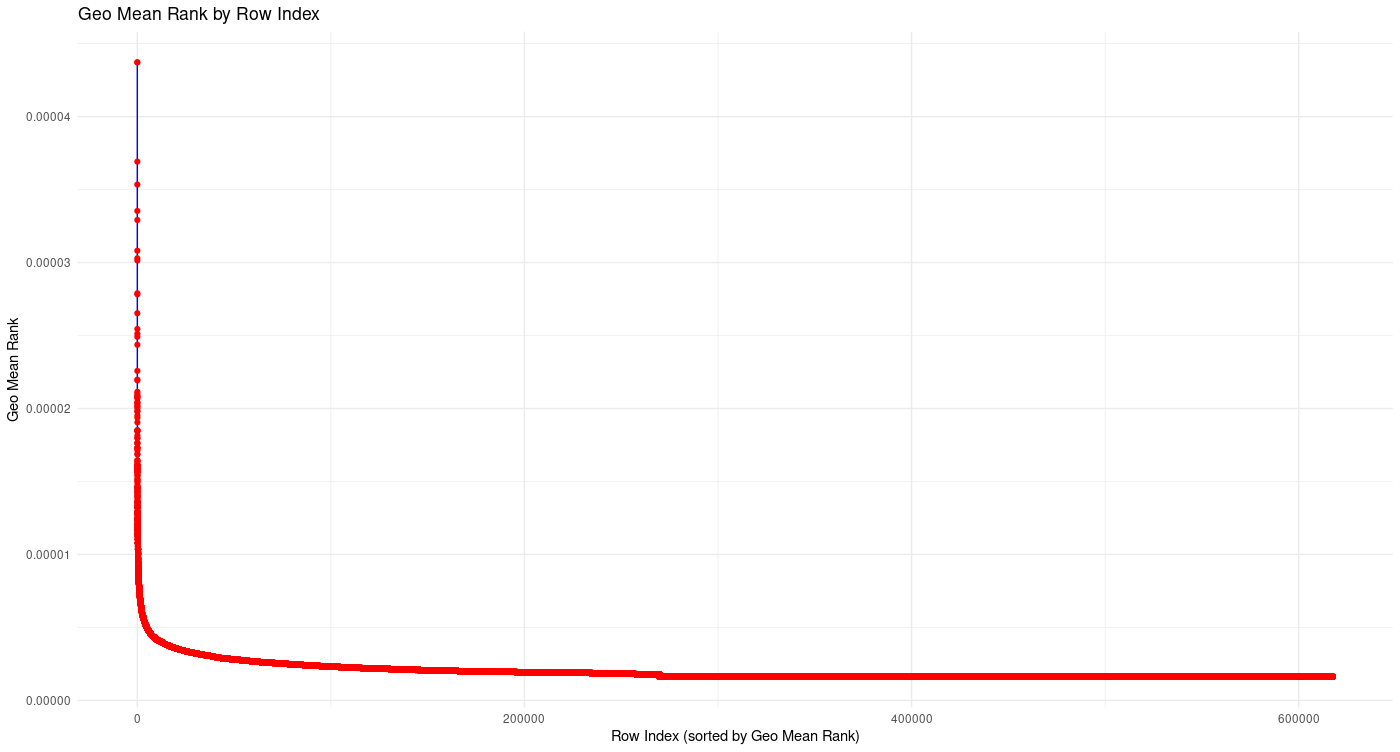 Geo Mean Rank by Row Index
0.00004
0.00003
0.00002
0.00001
0.00000
Geo Mean Rank
0 200000 400000 600000
Row Index (sorted by Geo Mean Rank)